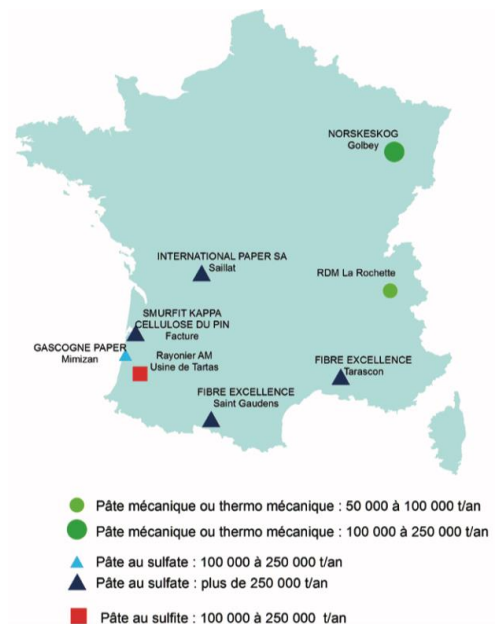 NORSKESKOG
Golbey
INTERNATIONAL PAPER SA
Saillat
RDM La Rochette
SMURFIT KAPPA
CELLULOSE DU PIN
Facture
GASCOGNE PAPER
Mimizan
Rayonier AM
Usine de Tartas
FIBRE EXCELLENCE
Tarascon
FIBRE EXCELLENCE
Saint Gaudens
Pâte mécanique ou thermo mécanique : 50 000 à 100 000 t/an
Pâte mécanique ou thermo mécanique : 100 000 à 250 000 t/an
Pâte au sulfate : 100 000 à 250 000 t/an
Pâte au sulfate : plus de 250 000 t/an
Pâte au sulfite : 100 000 à 250 000 t/an